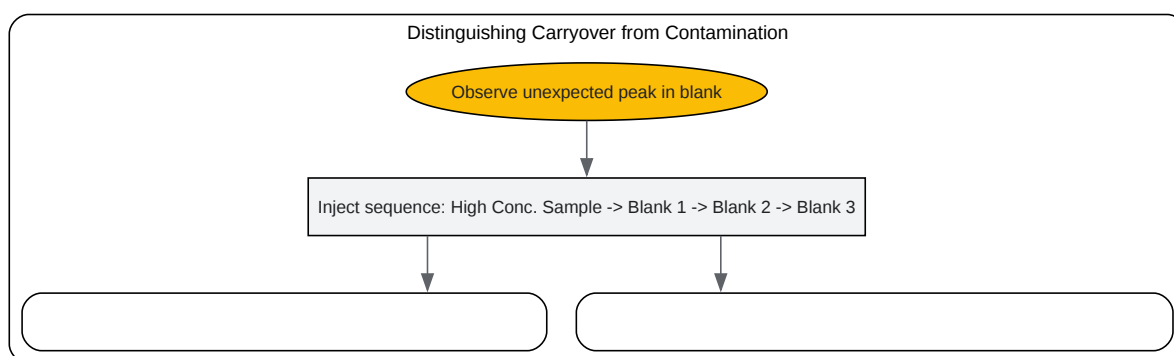 Distinguishing Carryover from Contamination
Observe unexpected peak in blank
Inject sequence: High Conc. Sample -> Blank 1 -> Blank 2 -> Blank 3